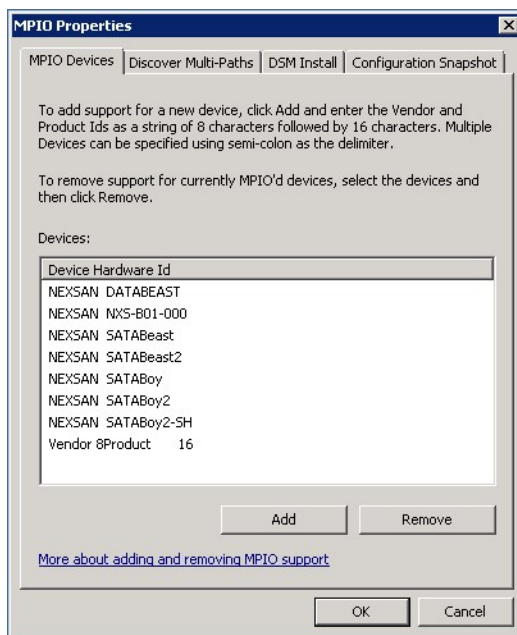 MPIO Properties
MPIO Devices
Discover Multi-Paths
DSM Install
Configuration Snapshot
To add support for a new device, click Add and enter the Vendor and
Product Ids as a string of 8 characters followed by 16 characters. Multiple
Devices can be specified using semi-colon as the delimiter.
To remove support for currently MPIO'd devices, select the devices and
then click Remove.
Devices:
Device Hardware Id
NEXSAN  DATABEAST
NEXSAN  NXS-B01-000
NEXSAN  SATABeast
NEXSAN  SATABeast2
NEXSAN  SATABoy
NEXSAN  SATABoy2
NEXSAN  SATABoy2-SH
Vendor 8Product      16
Add
Remove
More about adding and removing MPIO support
OK
Cancel